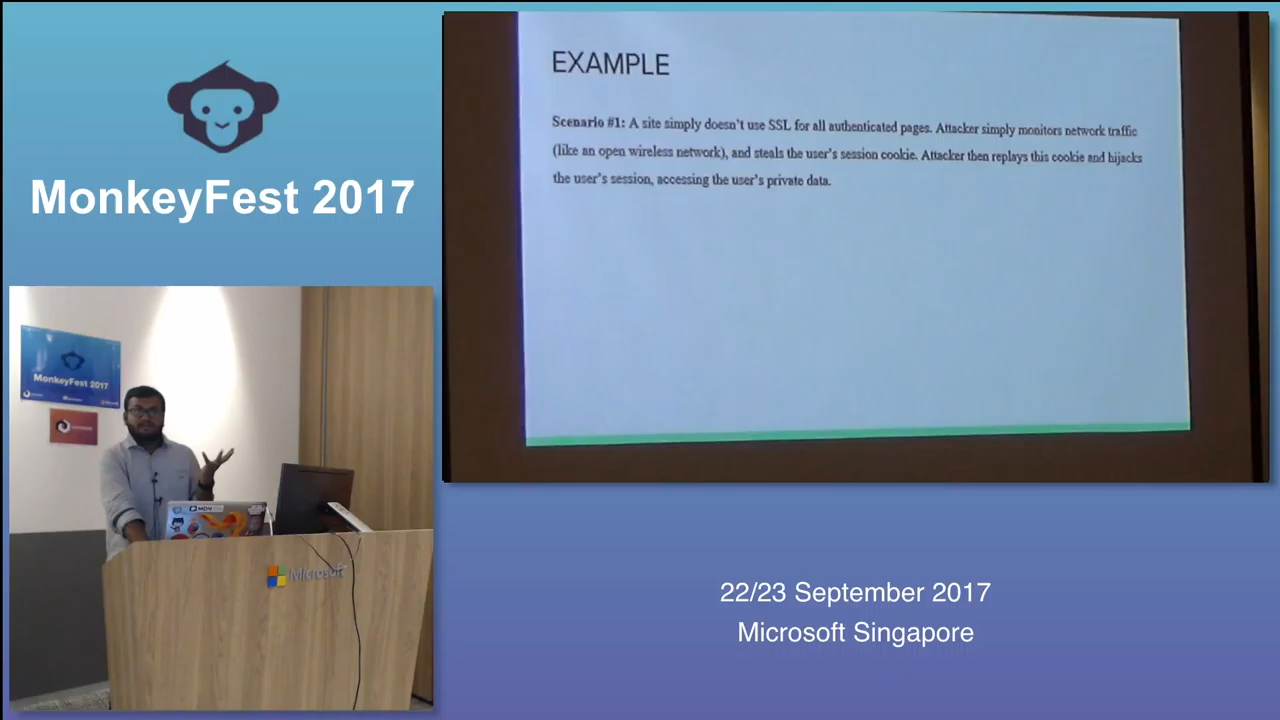 MonkeyFest 2017
EXAMPLE
Scenario #1: A site simply doesn't use SSL for all authenticated pages. Attacker simply monitors network traffic
(like an open wireless network), and steals the user's session cookie. Attacker then replays this cookie and hijacks
the user's session, accessing the user's private data.
MonkeyFest 2017
MDN
Microsoft
22/23 September 2017
Microsoft Singapore